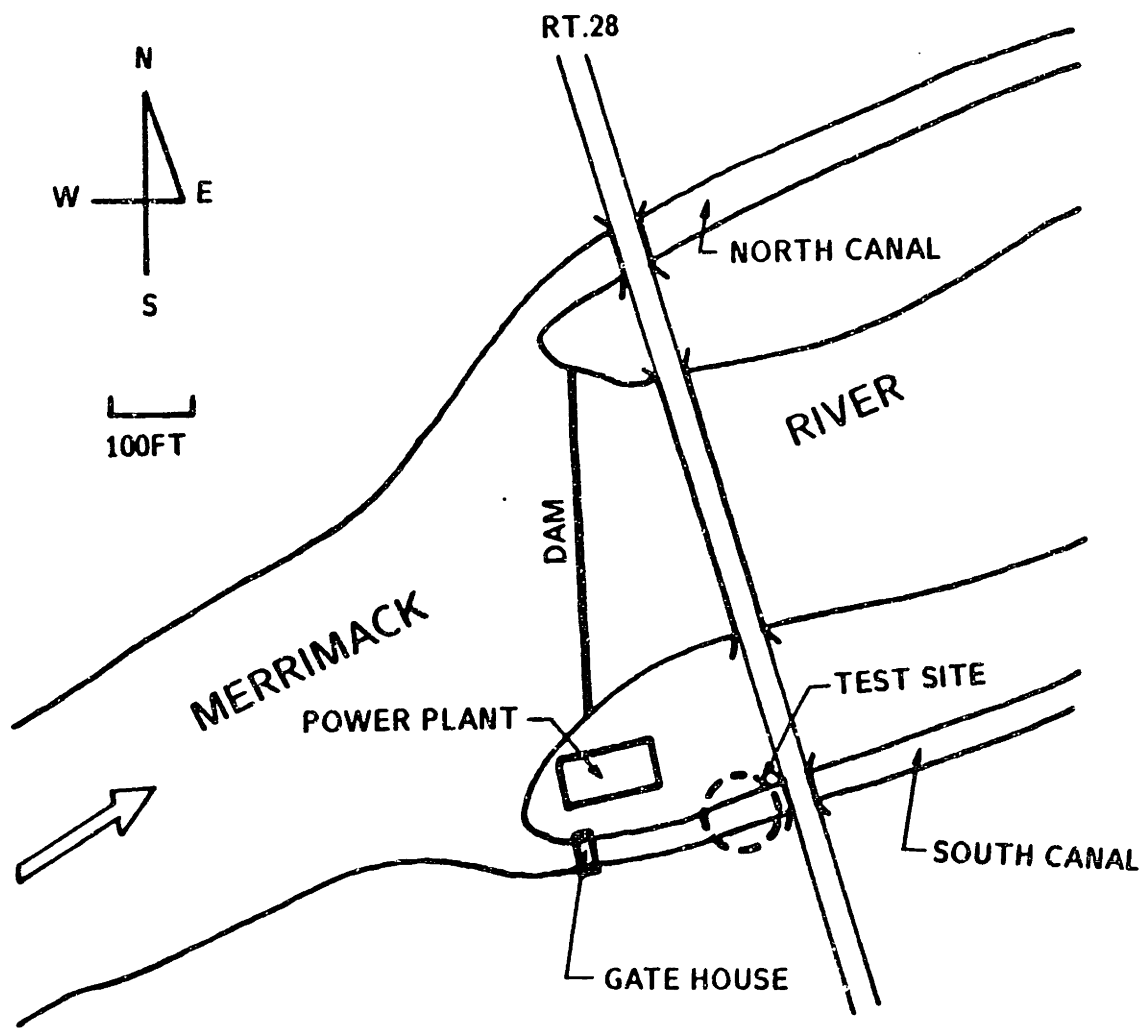 RT.28
N
W
E
S
100FT
NORTH CANAL
RIVER
DAM
MERRIMACK
POWER PLANT
TEST SITE
SOUTH CANAL
GATE HOUSE